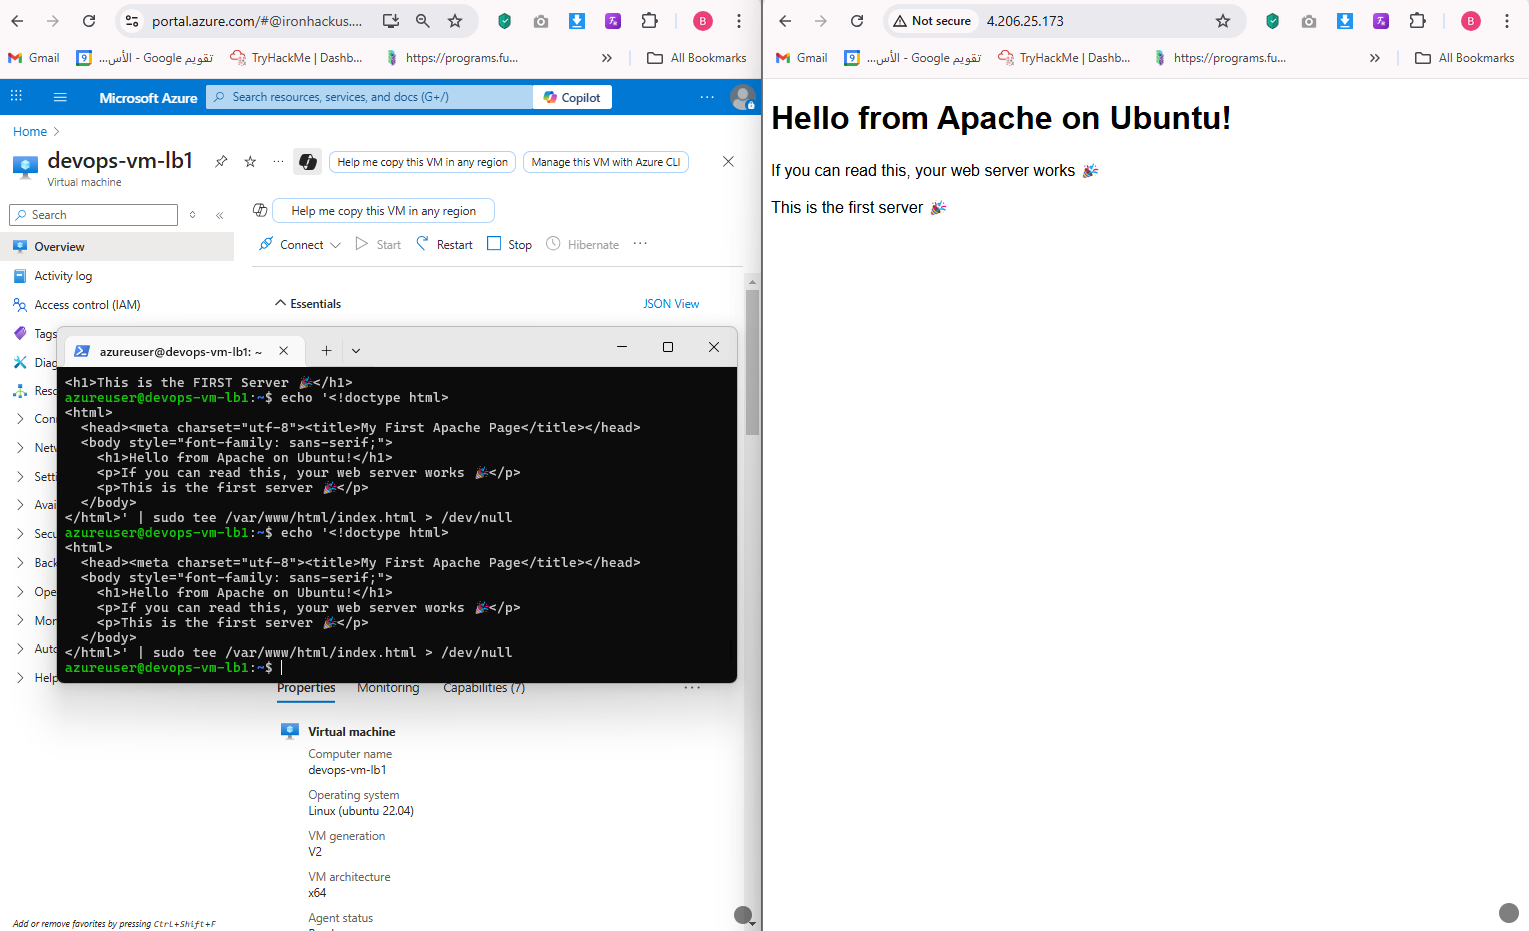 portal.azure.com/#@ironhackus....
B
Gmail
تقويم Google - الأس...
TryHackMe | Dashb...
https://programs.fu...
All Bookmarks
Microsoft Azure
Search resources, services, and docs (G+/)
Copilot
Home
devops-vm-lb1
Virtual machine
Help me copy this VM in any region
Manage this VM with Azure CLI
Search
Help me copy this VM in any region
Connect
Start
Restart
Stop
Hibernate
Overview
Activity log
Access control (IAM)
Tags
Essentials
JSON View
azureuser@devops-vm-lb1: ~
<h1>This is the FIRST Server 🎉</h1>
azureuser@devops-vm-lb1:~$ echo '<!doctype html>
<html>
<head><meta charset="utf-8"><title>My First Apache Page</title></head>
<body style="font-family: sans-serif;">
<h1>Hello from Apache on Ubuntu!</h1>
<p>If you can read this, your web server works 🎉</p>
<p>This is the first server 🎉</p>
</body>
</html>' | sudo tee /var/www/html/index.html > /dev/null
azureuser@devops-vm-lb1:~$ echo '<!doctype html>
<html>
<head><meta charset="utf-8"><title>My First Apache Page</title></head>
<body style="font-family: sans-serif;">
<h1>Hello from Apache on Ubuntu!</h1>
<p>If you can read this, your web server works 🎉</p>
<p>This is the first server 🎉</p>
</body>
</html>' | sudo tee /var/www/html/index.html > /dev/null
azureuser@devops-vm-lb1:~$
Help
Properties
Monitoring
Capabilities (7)
Virtual machine
Computer name
devops-vm-lb1
Operating system
Linux (ubuntu 22.04)
VM generation
V2
VM architecture
x64
Agent status
Add or remove favorites by pressing Ctrl+Shift+F
Not secure
4.206.25.173
B
Gmail
تقويم Google - الأس...
TryHackMe | Dashb...
https://programs.fu...
All Bookmarks
Hello from Apache on Ubuntu!
If you can read this, your web server works 🎉
This is the first server 🎉